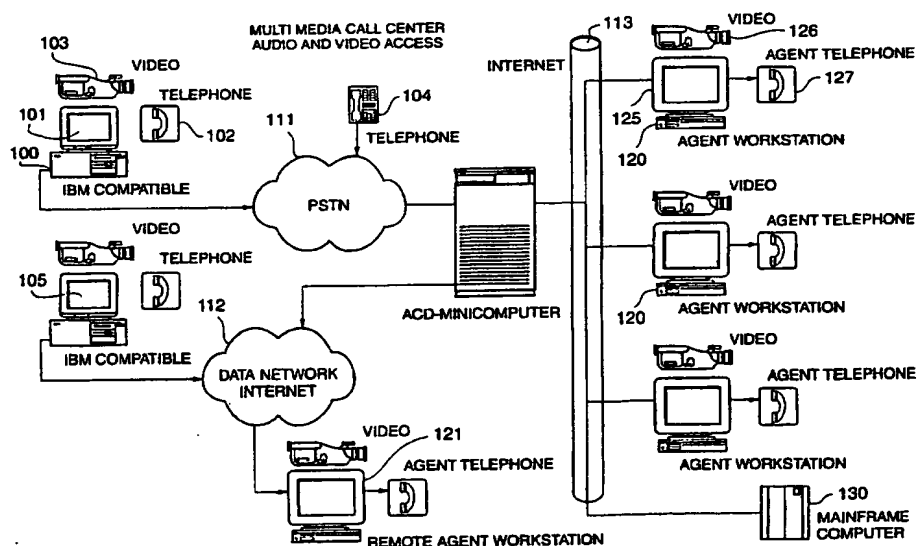 MULTI MEDIA CALL CENTER
AUDIO AND VIDEO ACCESS
103
VIDEO
TELEPHONE
101
102
100
IBM COMPATIBLE
104
TELEPHONE
111
PSTN
VIDEO
TELEPHONE
105
IBM COMPATIBLE
112
DATA NETWORK
INTERNET
ACD-MINICOMPUTER
VIDEO
121
AGENT TELEPHONE
REMOTE AGENT WORKSTATION
113
INTERNET
VIDEO
126
AGENT TELEPHONE
127
125
120
AGENT WORKSTATION
VIDEO
AGENT TELEPHONE
120
AGENT WORKSTATION
VIDEO
AGENT TELEPHONE
AGENT WORKSTATION
130
MAINFRAME
COMPUTER